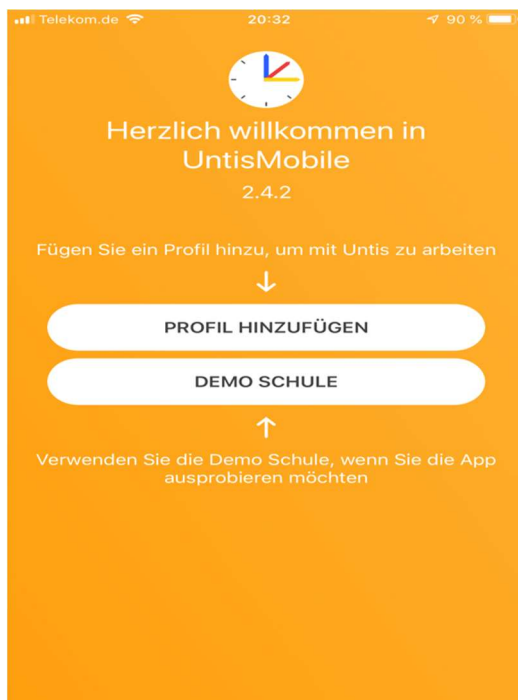 Telekom.de 20:32 90 %
Herzlich willkommen in
UntisMobile
2.4.2
Fügen Sie ein Profil hinzu, um mit Untis zu arbeiten
PROFIL HINZUFÜGEN
DEMO SCHULE
Verwenden Sie die Demo Schule, wenn Sie die App
ausprobieren möchten